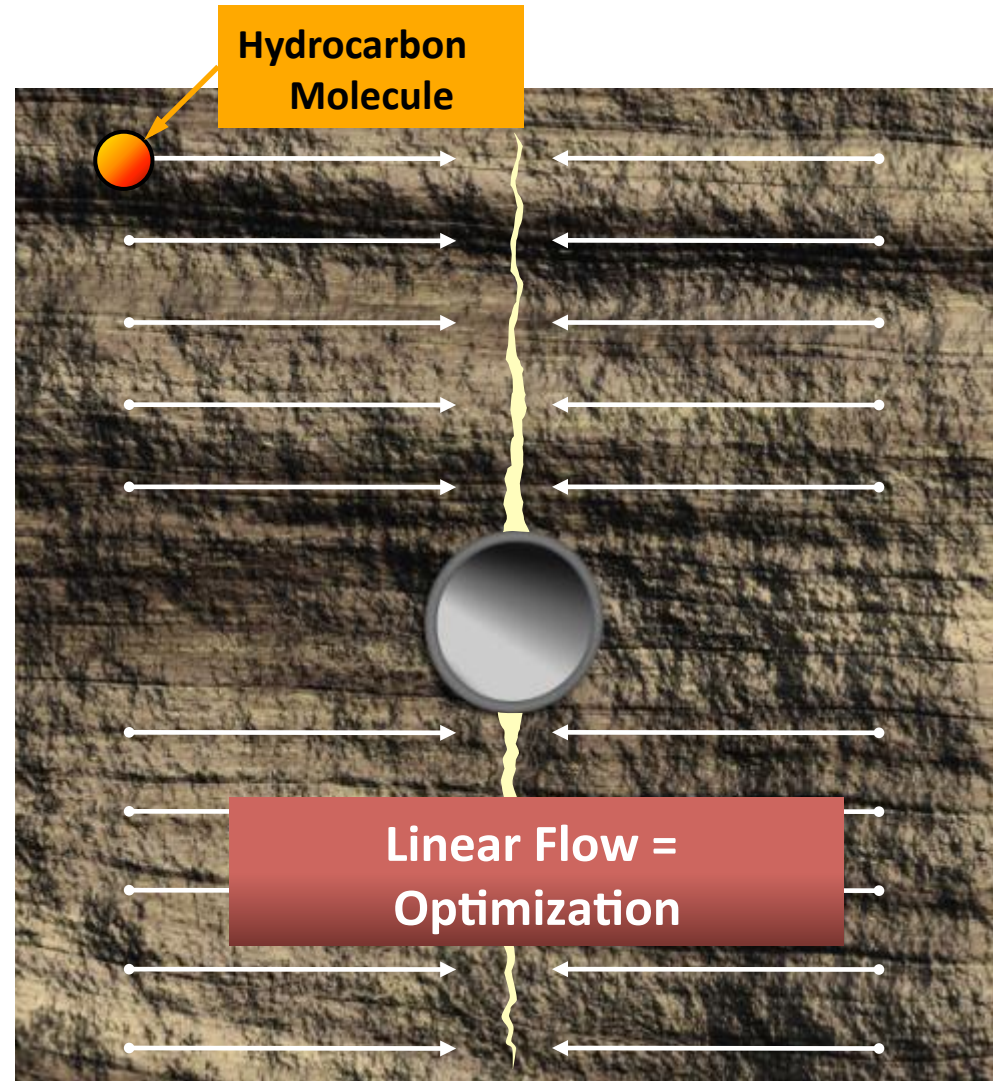 Hydrocarbon
Molecule
Linear Flow =
Optimization